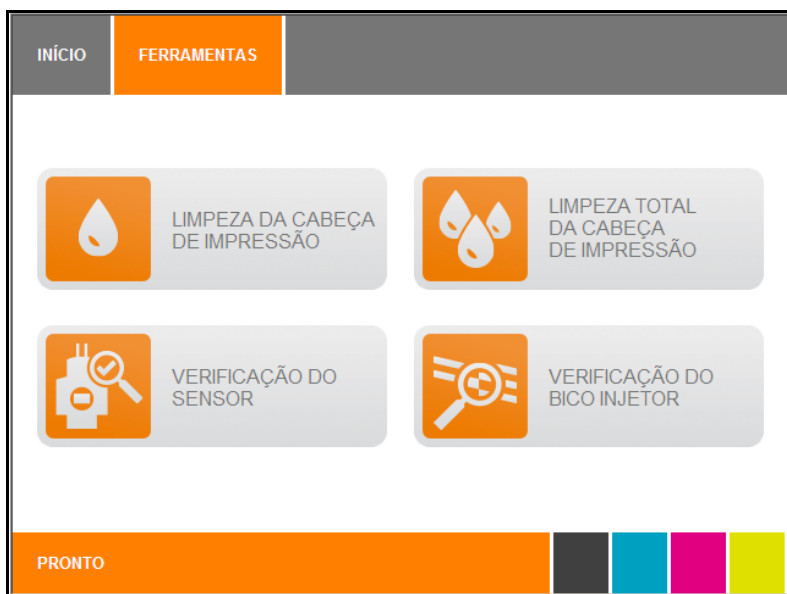 INÍCIO
FERRAMENTAS
LIMPEZA DA CABEÇA
DE IMPRESSÃO
LIMPEZA TOTAL
DA CABEÇA
DE IMPRESSÃO
VERIFICAÇÃO DO
SENSOR
VERIFICAÇÃO DO
BICO INJETOR
PRONTO